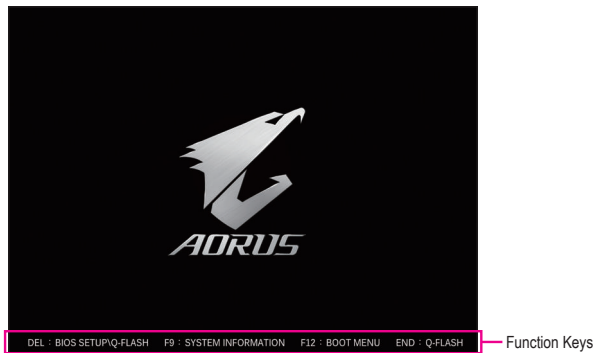 AORUS
DEL : BIOS SETUP\Q-FLASH F9 : SYSTEM INFORMATION F12 : BOOT MENU END : Q-FLASH
Function Keys